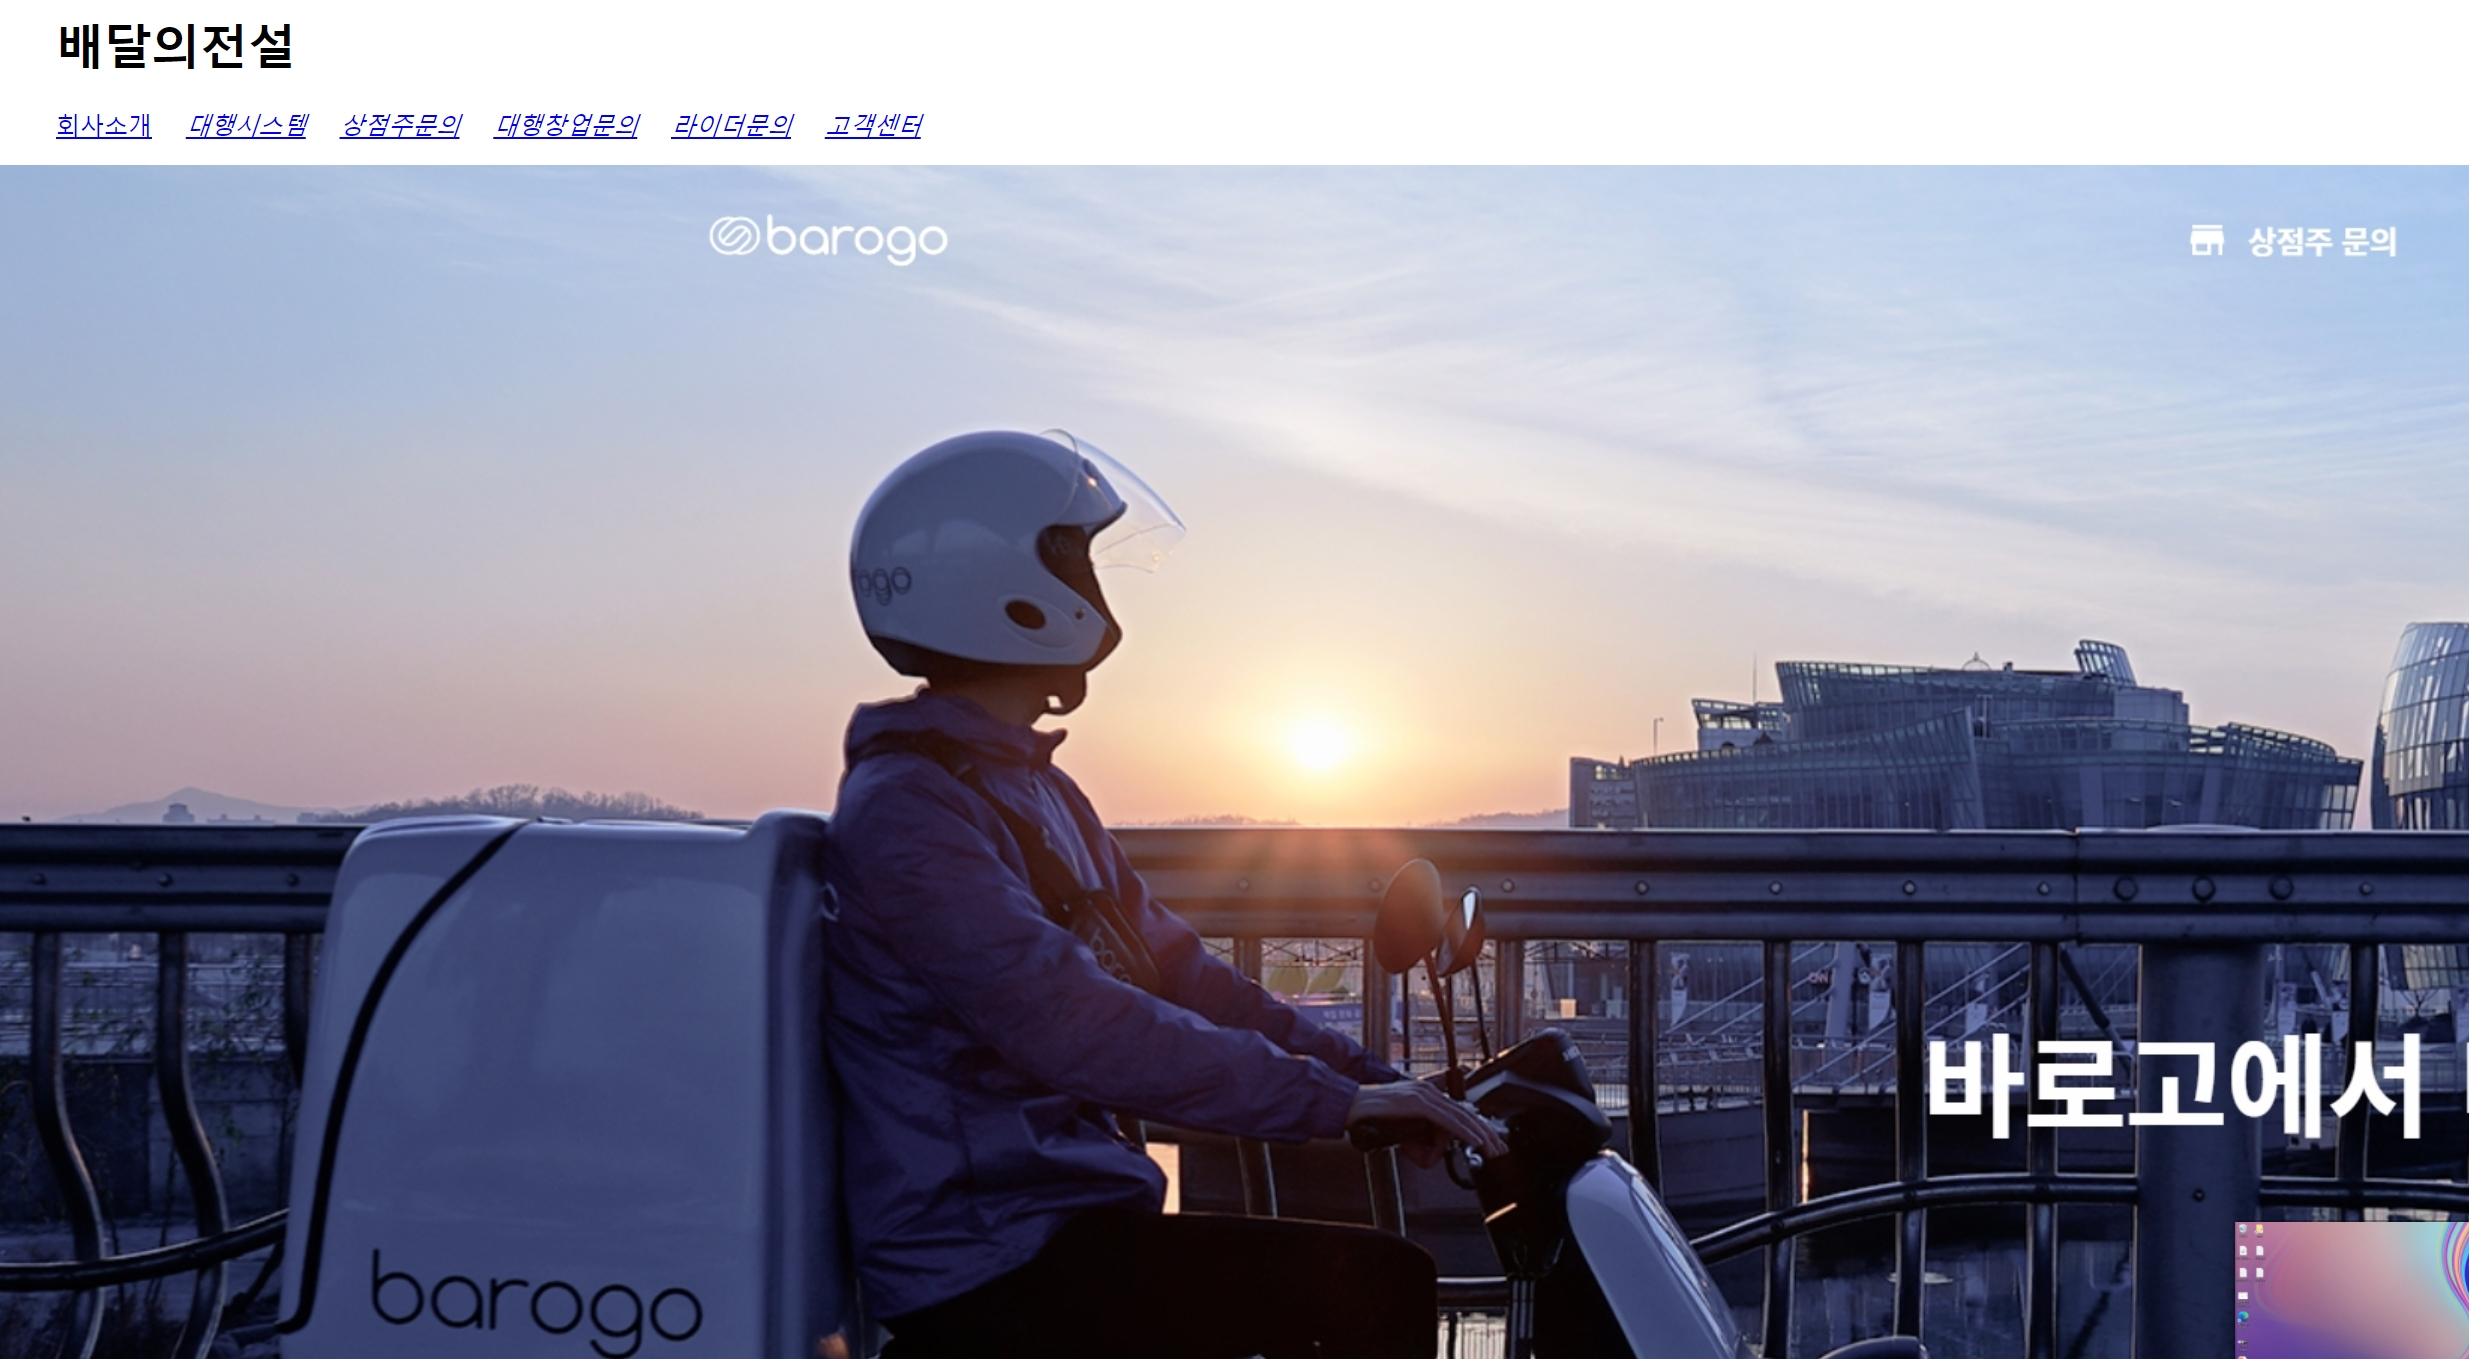 배달의전설
회사소개 대행시스템 상점주문의 대행창업문의 라이더문의 고객센터
barogo
상점주 문의
ogo
바로고에서
barogo